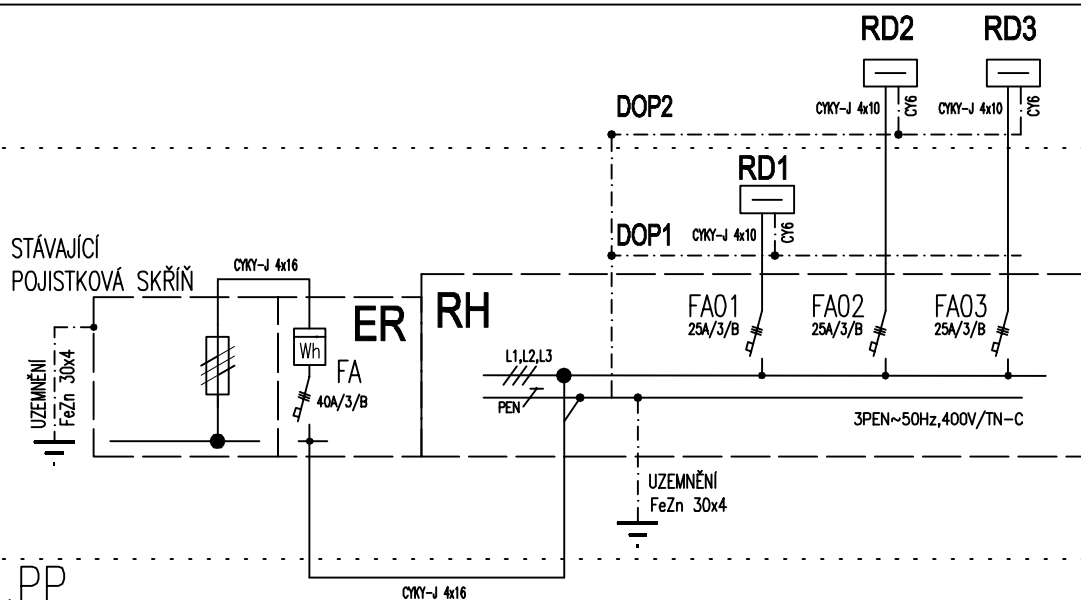 RD2
RD3
CYKY-J 4x10
CY6
CYKY-J 4x10
CY6
DOP2
RD1
CYKY-J 4x10
CY6
DOP1
STÁVAJÍCÍ
POJISTKOVÁ SKŘÍŇ
CYKY-J 4x16
ER
RH
FA01
25A/3/B
FA02
25A/3/B
FA03
25A/3/B
Wh
FA
40A/3/B
UZEMNĚNÍ
FeZn 30x4
L1,L2,L3
PEN
3PEN~50Hz,400V/TN-C
UZEMNĚNÍ
FeZn 30x4
.PP
CYKY-J 4x16